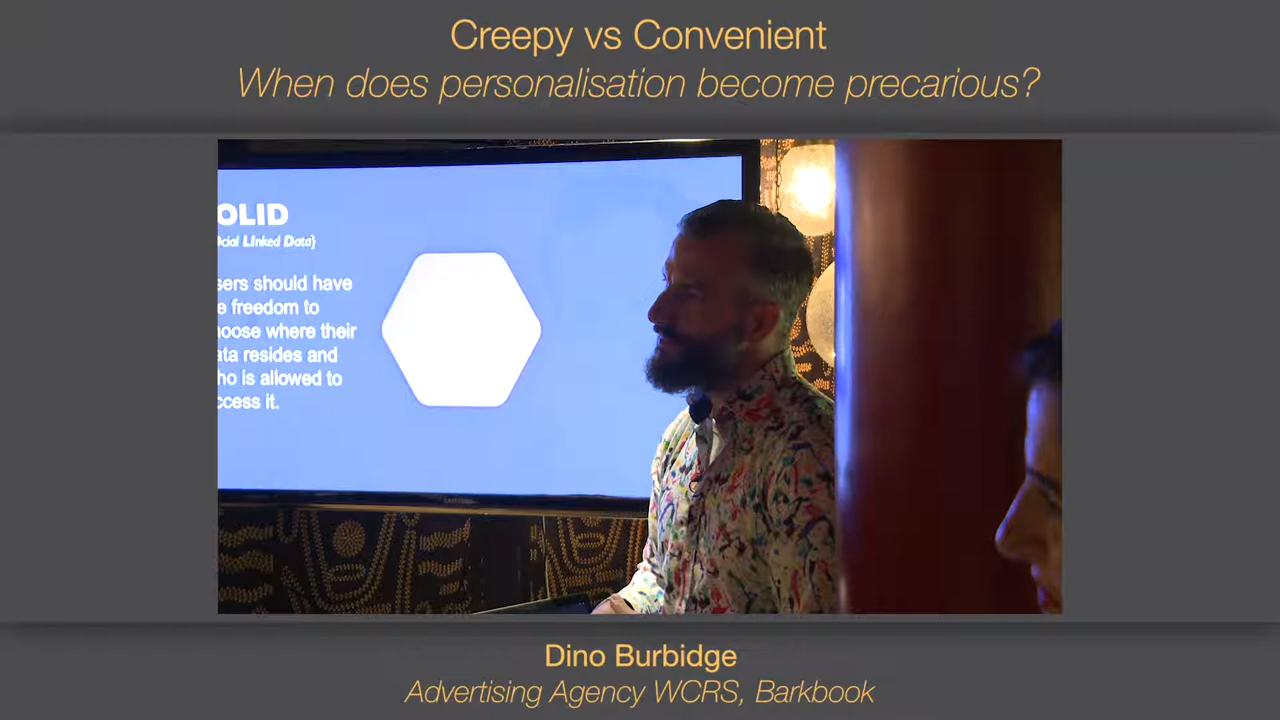 Creepy vs Convenient
When does personalisation become precarious?
OLID
cial LInked Data}
sers should have
e freedom to
hoose where their
ata resides and
ho is allowed to
ccess it.
Dino Burbidge
Advertising Agency WCRS, Barkbook